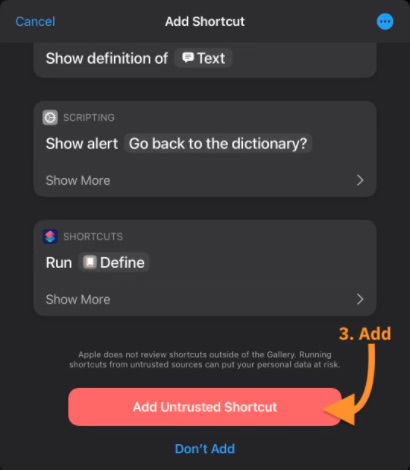 Cancel
Add Shortcut
Show definition of Text
SCRIPTING
Show alert Go back to the dictionary?
Show More
SHORTCUTS
Run Define
Show More
3. Add
Apple does not review shortcuts outside of the Gallery. Running
shortcuts from untrusted sources can put your personal data at risk.
Add Untrusted Shortcut
Don't Add